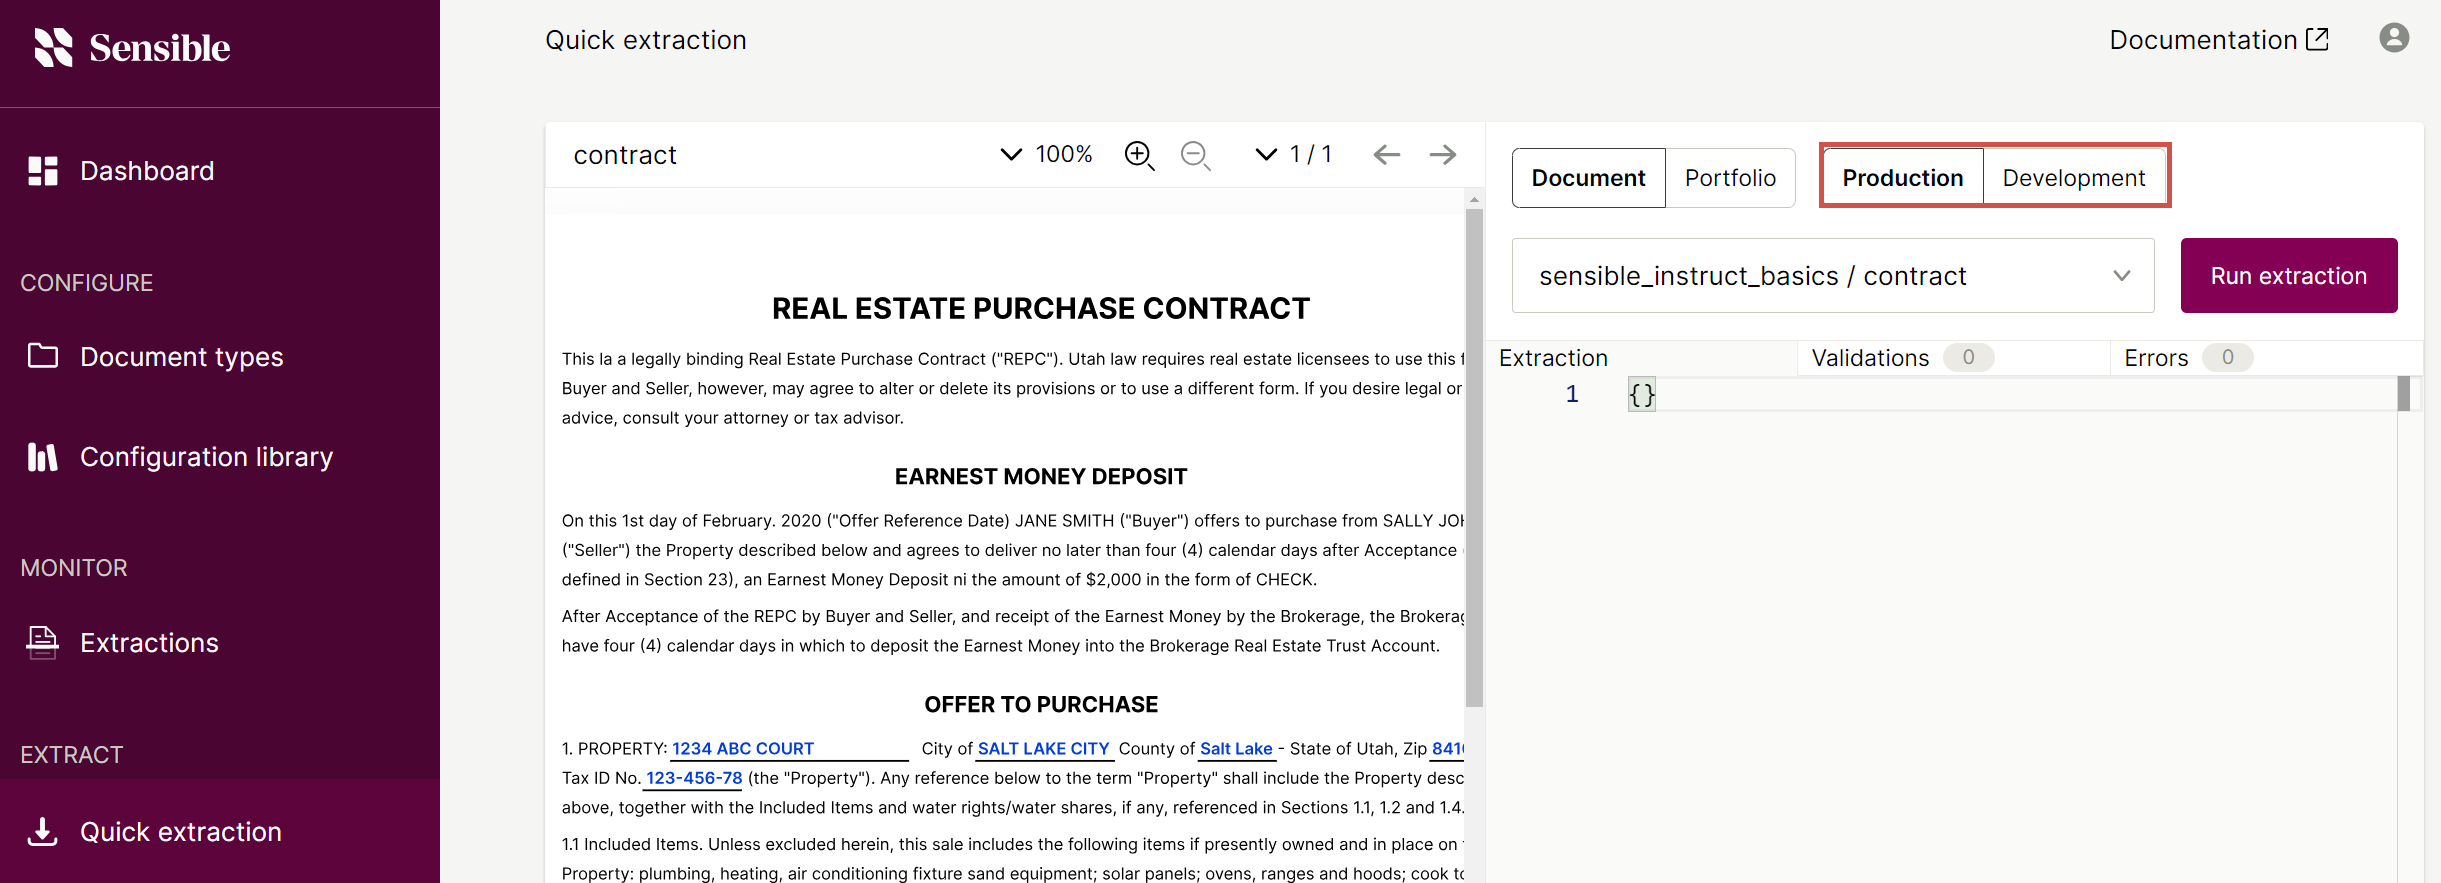 Sensible
Dashboard
CONFIGURE
Document types
Configuration library
MONITOR
Extractions
EXTRACT
Quick extraction
Quick extraction
Documentation
contract
100%
1 / 1
REAL ESTATE PURCHASE CONTRACT
This la a legally binding Real Estate Purchase Contract ("REPC"). Utah law requires real estate licensees to use this
Buyer and Seller, however, may agree to alter or delete its provisions or to use a different form. If you desire legal or
advice, consult your attorney or tax advisor.
EARNEST MONEY DEPOSIT
On this 1st day of February. 2020 ("Offer Reference Date) JANE SMITH ("Buyer") offers to purchase from SALLY
("Seller") the Property described below and agrees to deliver no later than four (4) calendar days after Acceptance
defined in Section 23), an Earnest Money Deposit ni the amount of $2,000 in the form of CHECK.
After Acceptance of the REPC by Buyer and Seller, and receipt of the Earnest Money by the Brokerage, the
have four (4) calendar days in which to deposit the Earnest Money into the Brokerage Real Estate Trust Account.
OFFER TO PURCHASE
1. PROPERTY: 1234 ABC COURT City of SALT LAKE CITY County of Salt Lake - State of Utah, Zip
Tax ID No. 123-456-78 (the "Property"). Any reference below to the term "Property" shall include the Property
above, together with the Included Items and water rights/water shares, if any, referenced in Sections 1.1, 1.2 and 1.4.
1.1 Included Items. Unless excluded herein, this sale includes the following items if presently owned and in place on
Property: plumbing, heating, air conditioning fixture sand equipment; solar panels; ovens, ranges and hoods; cook
Document
Portfolio
Production
Development
sensible_instruct_basics / contract
Run extraction
Extraction
Validations 0
Errors 0
1 {}